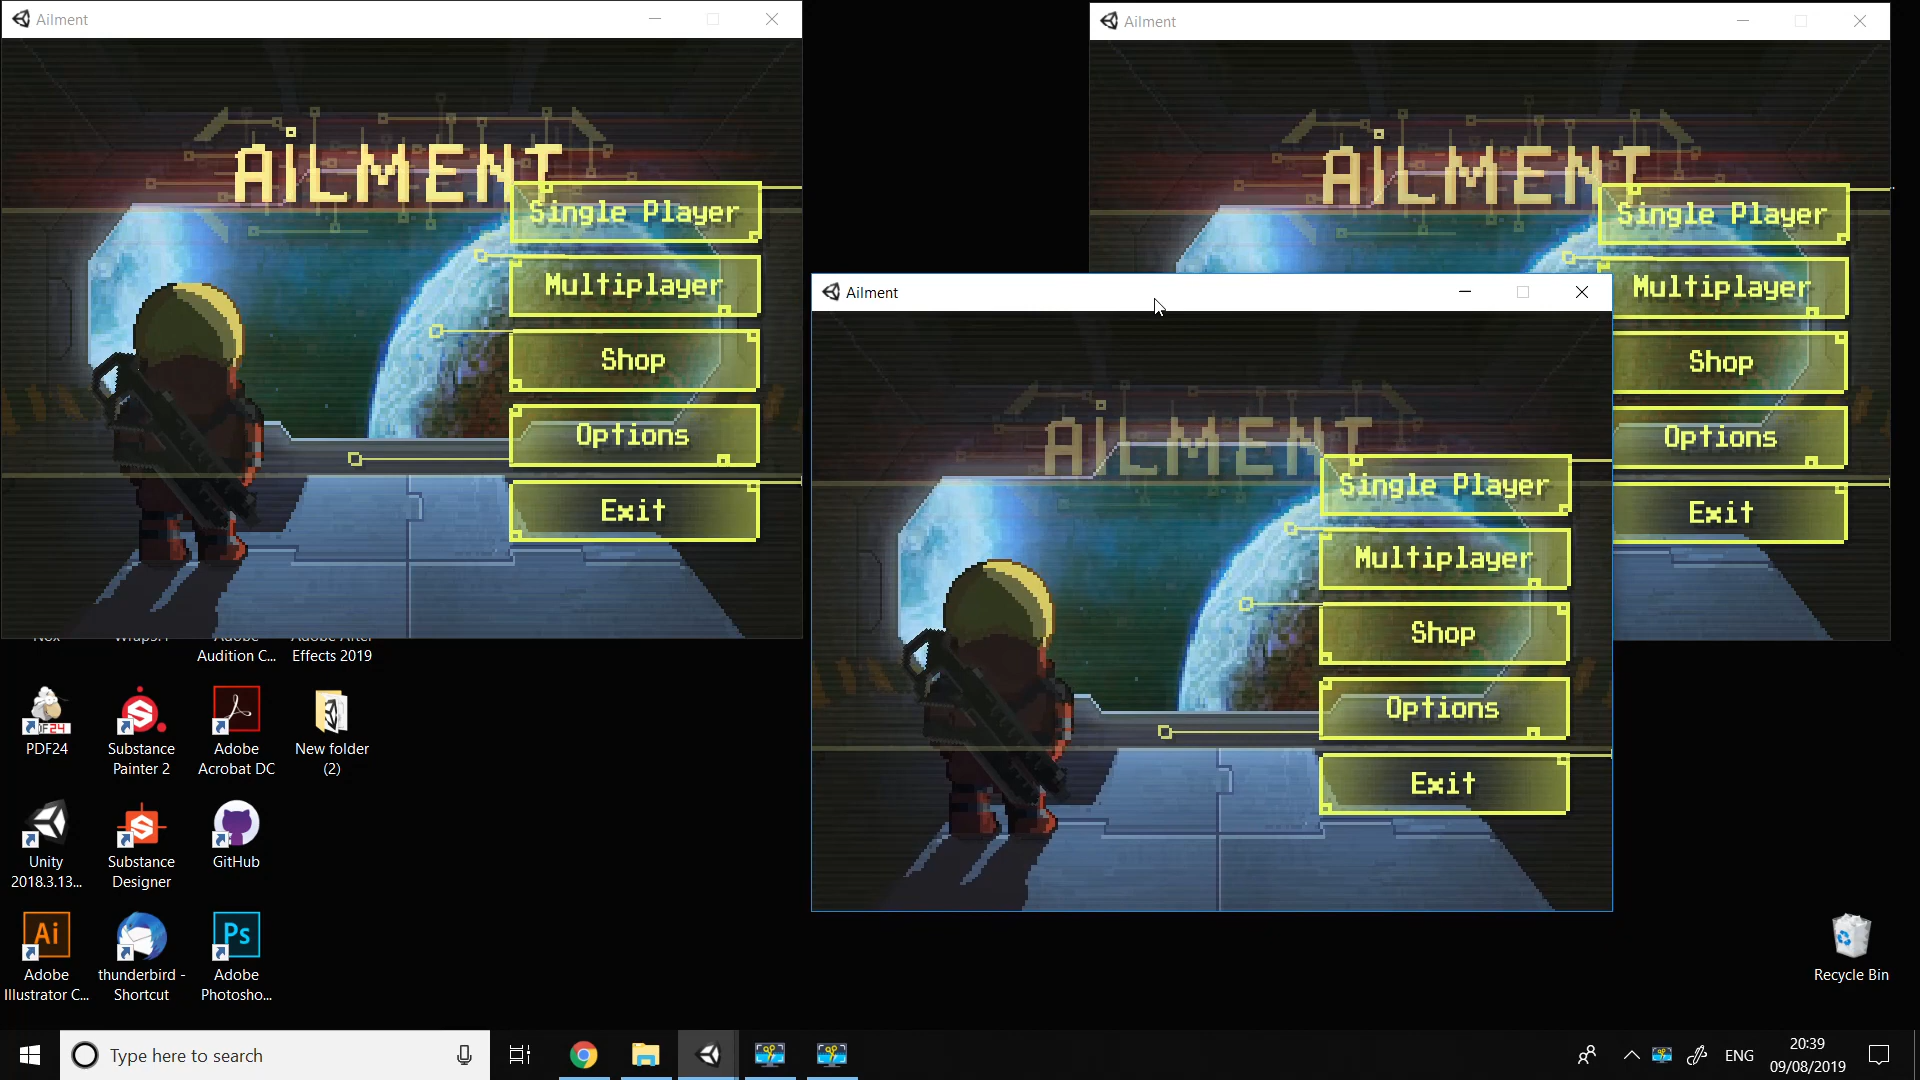 Ailment
AiLMENT
Single Player
Multiplayer
Shop
Options
Exit
Ailment
AiLMENT
Single Player
Multiplayer
Shop
Options
Exit
Ailment
AiLMENT
Single Player
Multiplayer
Shop
Options
Exit
Audition C...
Effects 2019
PDF24
Substance
Painter 2
Adobe
Acrobat DC
New folder
(2)
Unity
2018.3.13...
Substance
Designer
GitHub
Ai
Ps
Adobe
Illustrator C...
thunderbird -
Shortcut
Adobe
Photosho...
Recycle Bin
Type here to search
ENG
20:39
09/08/2019